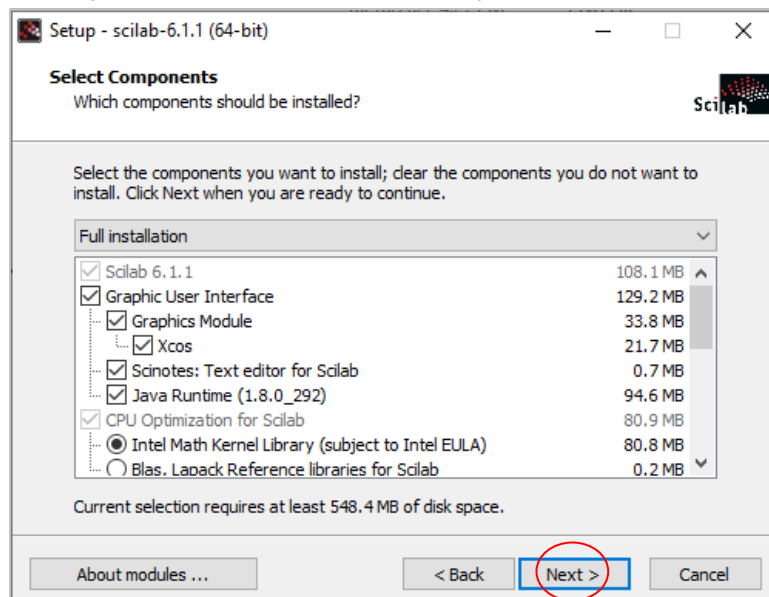 Setup - scilab-6.1.1 (64-bit)
Select Components
Which components should be installed?
Scilab
Select the components you want to install; clear the components you do not want to
install. Click Next when you are ready to continue.
Full installation
Scilab 6.1.1 108.1 MB
Graphic User Interface 129.2 MB
Graphics Module 33.8 MB
Xcos 21.7 MB
Scinotes: Text editor for Scilab 0.7 MB
Java Runtime (1.8.0_292) 94.6 MB
CPU Optimization for Scilab 80.9 MB
Intel Math Kernel Library (subject to Intel EULA) 80.8 MB
Blas, Lapack Reference libraries for Scilab 0.2 MB
Current selection requires at least 548.4 MB of disk space.
About modules ... < Back Next > Cancel